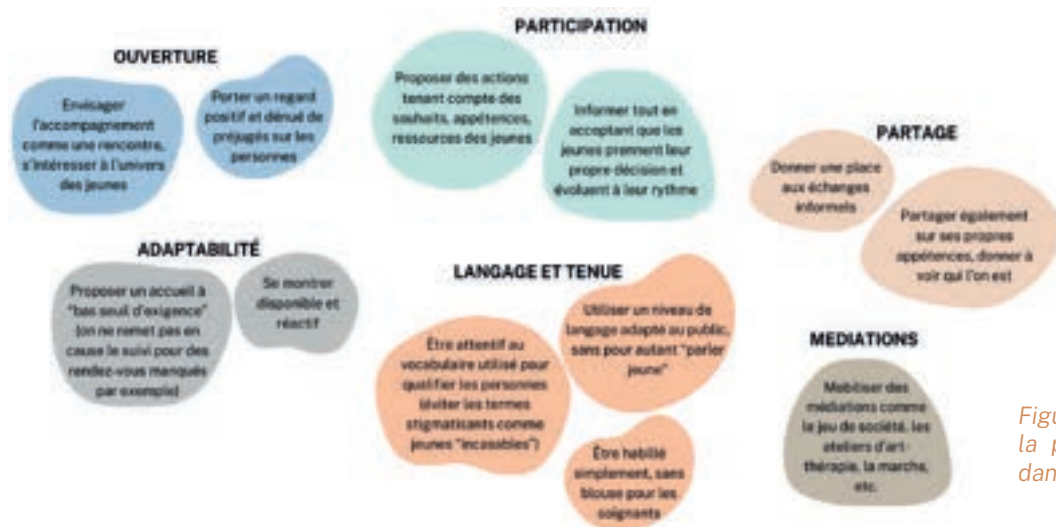 OUVERTURE
Envisager
l'accompagnement
comme une rencontre,
s'intéresser à l'univers
des jeunes
Porter un regard
positif et dénué de
préjugés sur les
personnes
PARTICIPATION
Proposer des actions
tenant compte des
souhaits, appétences,
ressources des jeunes
Informer tout en
acceptant que les
jeunes prennent leur
propre décision et
évoluent à leur rythme
PARTAGE
Donner une place
aux échanges
informels
Partager également
sur ses propres
appétences, donner à
voir qui l'on est
ADAPTABILITÉ
Proposer un accueil à
"bas seuil d'exigence"
(on ne remet pas en
cause le suivi pour des
rendez-vous manqués
par exemple)
Se montrer
disponible et
réactif
LANGAGE ET TENUE
Être attentif au
vocabulaire utilisé pour
qualifier les personnes
(éviter les termes
stigmatisants comme
jeunes "incasables")
Utiliser un niveau de
langage adapté au public,
sans pour autant "parler
jeune"
Être habillé
simplement, sans
blouse pour les
soignants
MEDIATIONS
Mobiliser des
médiations comme
le jeu de société, les
ateliers d'art-
thérapie, la marche,
etc.
Figu
la p
dan